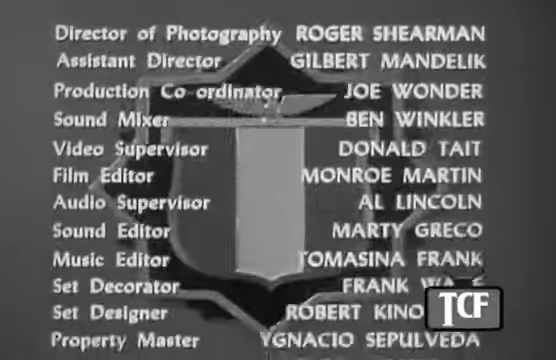 Director of Photography ROGER SHEARMAN
Assistant Director GILBERT MANDELIK
Production Co ordinator JOE WONDER
Sound Mixer BEN WINKLER
Video Supervisor DONALD TAIT
Film Editor MONROE MARTIN
Audio Supervisor AL LINCOLN
Sound Editor MARTY GRECO
Music Editor TOMASINA FRANK
Set Decorator FRANK
Set Designer ROBERT
Property Master YGNACIO SEPULVEDA
TCF